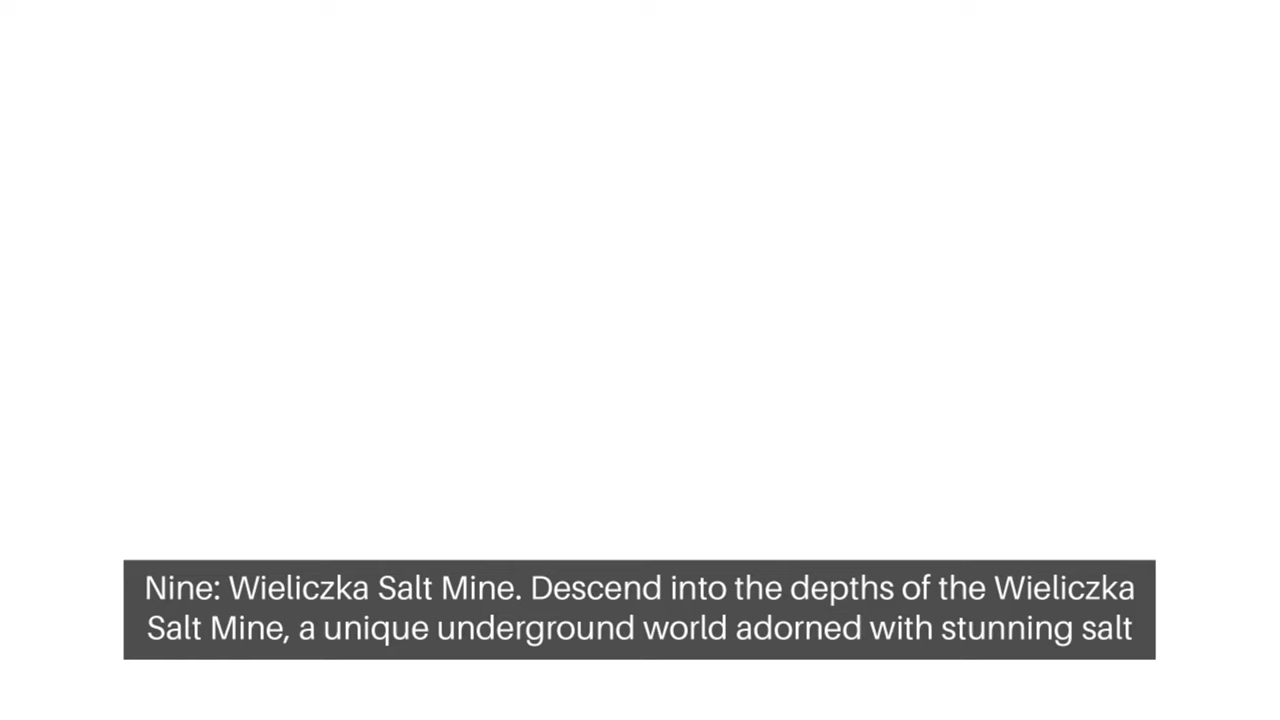 Nine: Wieliczka Salt Mine. Descend into the depths of the Wieliczka
Salt Mine, a unique underground world adorned with stunning salt